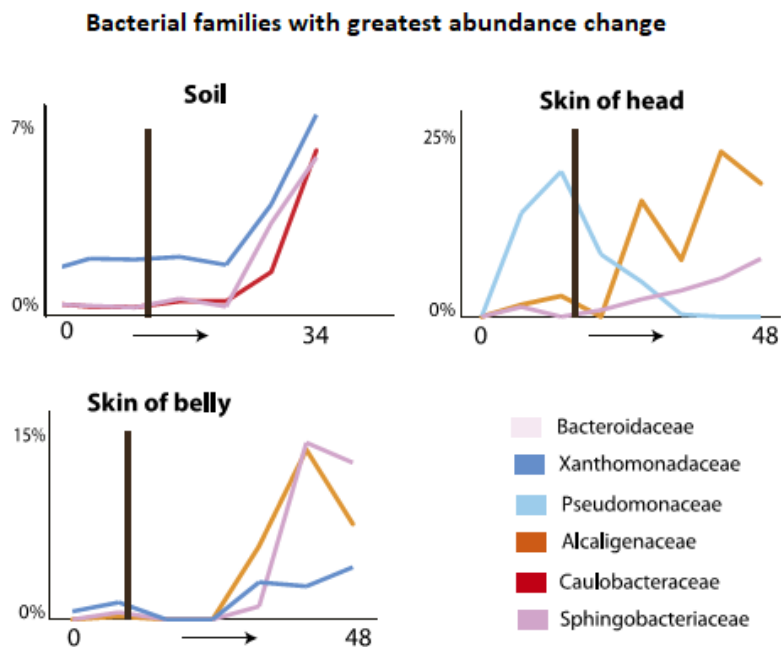 Bacterial families with greatest abundance change
Soil
7%
0%
0
34
Skin of head
25%
0%
0
48
Skin of belly
15%
0%
0
48
Bacteroidaceae
Xanthomonadaceae
Pseudomonaceae
Alcaligenaceae
Caulobacteraceae
Sphingobacteriaceae